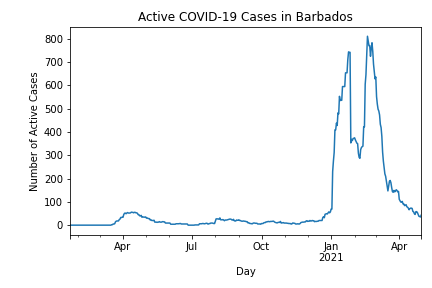 Active COVID-19 Cases in Barbados
Number of Active Cases
800
700
600
500
400
300
200
100
0
Apr
Jul
Oct
Jan
2021
Apr
Day